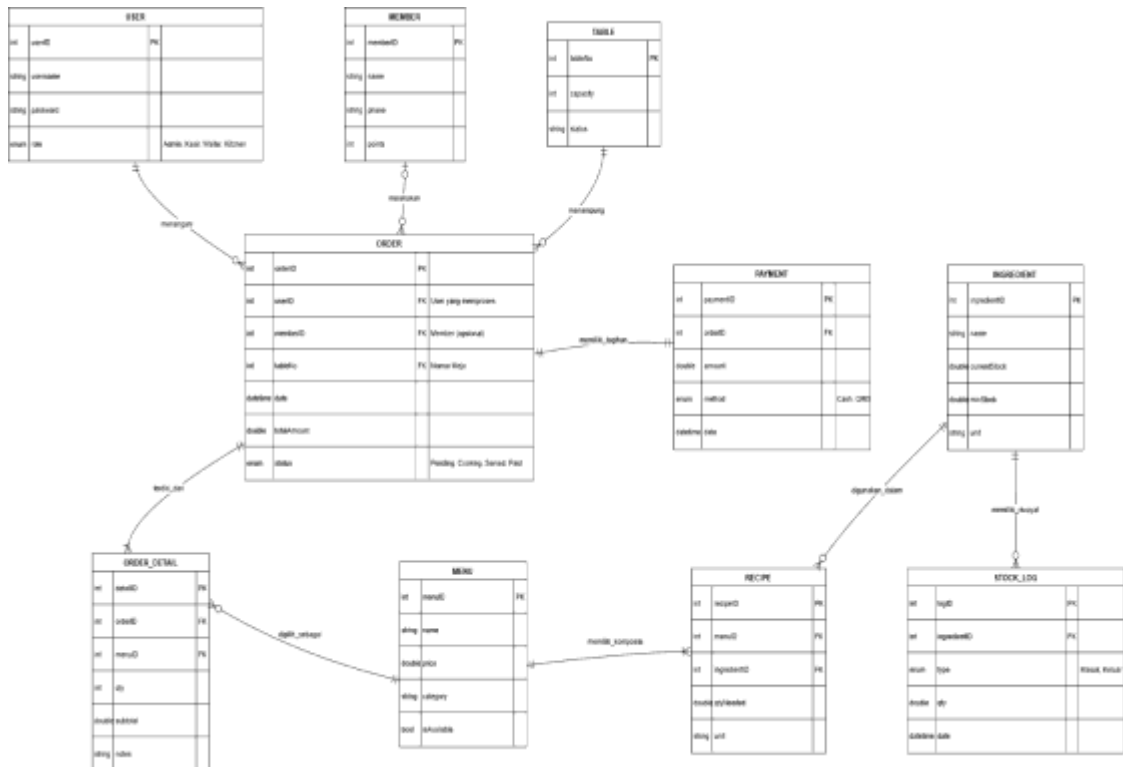 USER
int userID PK
string username
string password
enum role Admin, Kasir, Waiter, Kitchen
MEMBER
int memberID PK
string name
string phone
int points
TABLE
int tableNo PK
int capacity
string status
menangani
melakukan
menampung
ORDER
int orderID PK
int userID FK User yang memproses
int memberID FK Member (opsional)
int tableNo FK Nomor Meja
datetime date
double totalAmount
enum status Pending, Cooking, Served, Paid
memiliki_tagihan
PAYMENT
int paymentID PK
int orderID FK
double amount
enum method Cash, QRIS
datetime date
INGREDIENT
int ingredientID PK
string name
double currentStock
double minStock
string unit
terdiri_dari
digunakan_dalam
memiliki_riwayat
ORDER_DETAIL
int detailID PK
int orderID FK
int menuID FK
int qty
double subtotal
string notes
dipilih_sebagai
MENU
int menuID PK
string name
double price
string category
bool isAvailable
memiliki_komposisi
RECIPE
int recipeID PK
int menuID FK
int ingredientID FK
double qtyNeeded
string unit
STOCK_LOG
int logID PK
int ingredientID FK
enum type
double qty
datetime date